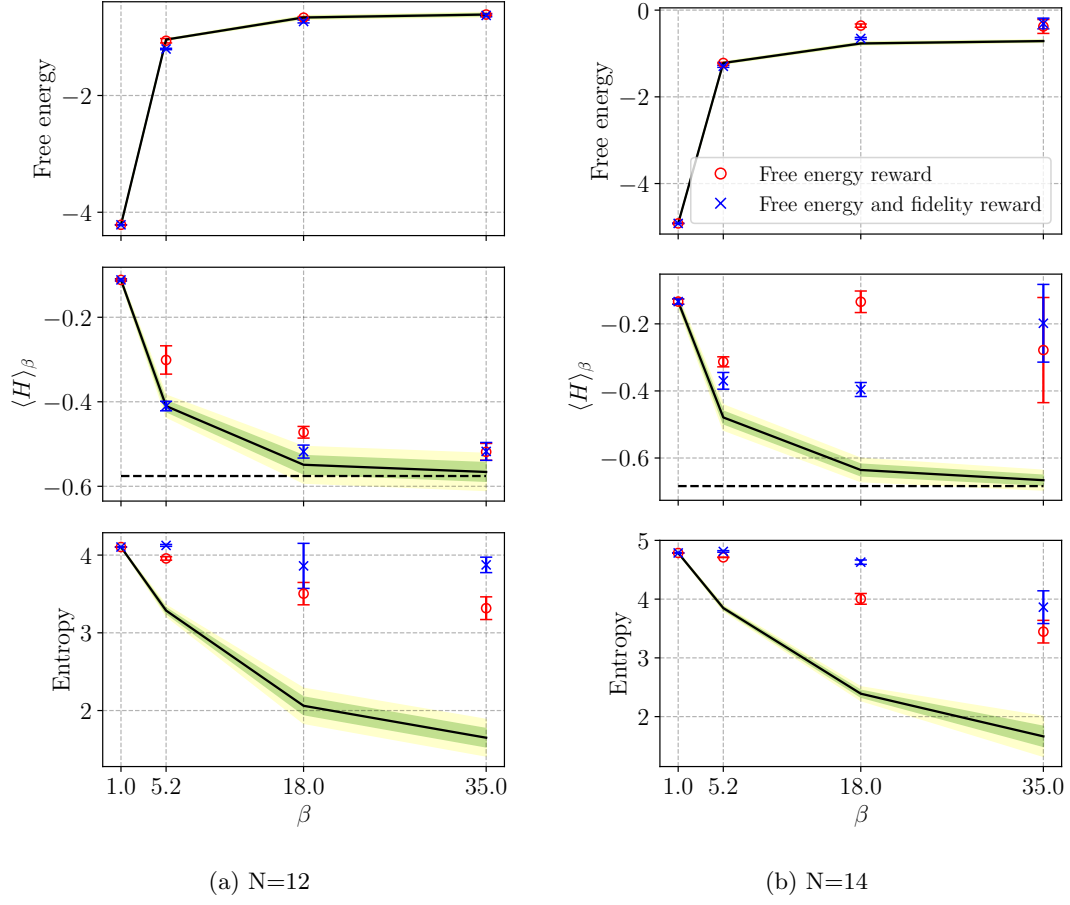 Free energy
−2
−4
⟨H⟩β
−0.2
−0.4
−0.6
Entropy
4
3
2
1.0 5.2 18.0 35.0
β
(a) N=12
Free energy
0
−2
−4
Free energy reward
Free energy and fidelity reward
⟨H⟩β
−0.2
−0.4
−0.6
Entropy
5
4
3
2
1.0 5.2 18.0 35.0
β
(b) N=14